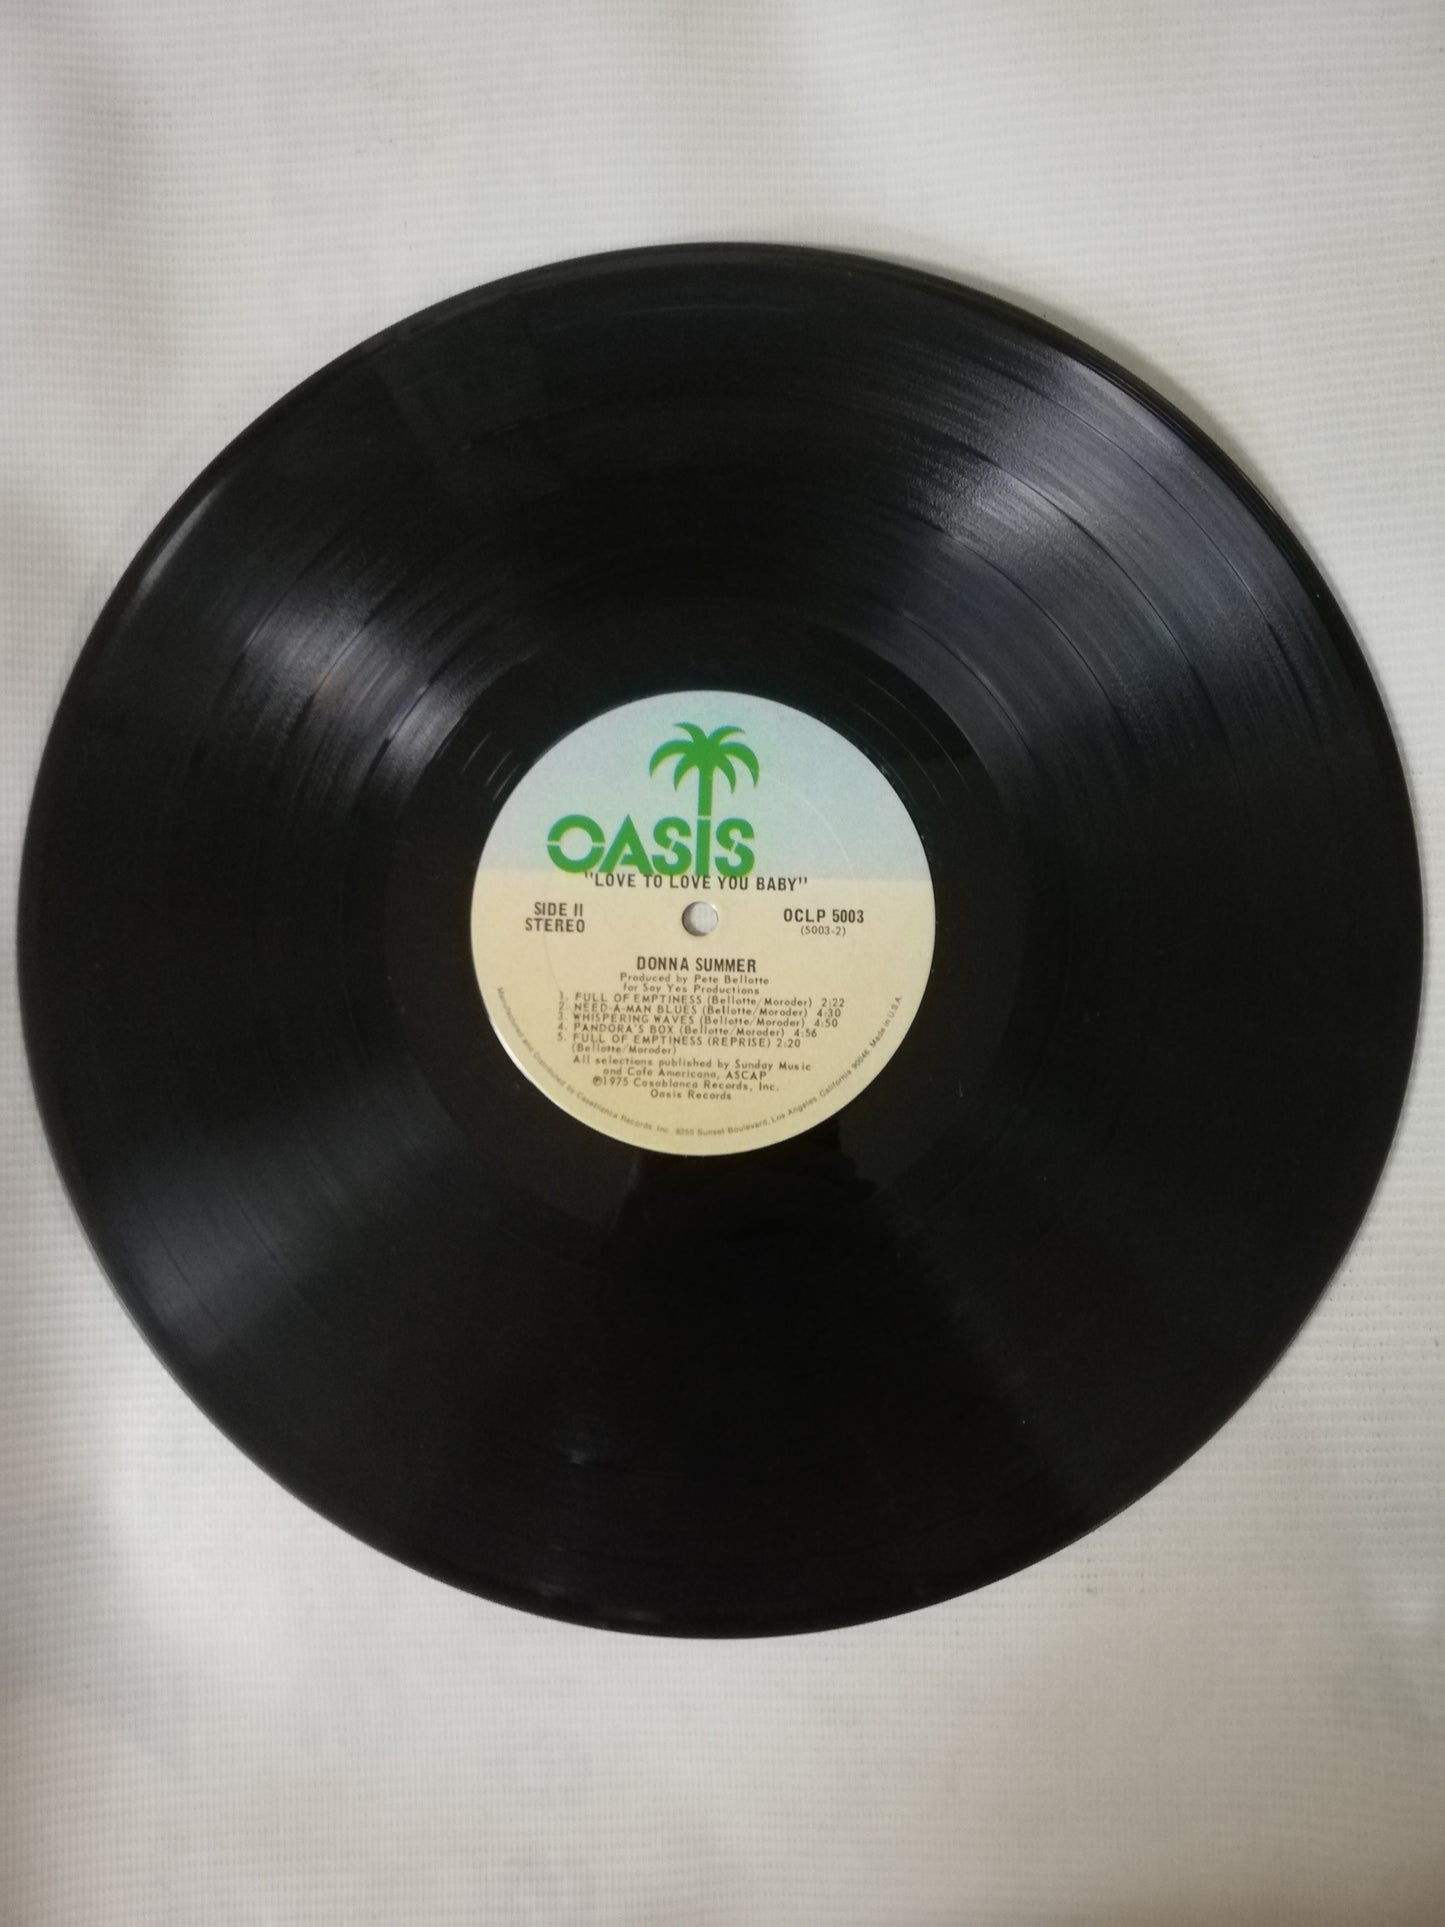 OASIS
"LOVE TO LOVE YOU BABY"
SIDE II
STEREO
OCLP 5003
(5003-2)
DONNA SUMMER
Produced by Pete Bellotte
for Say Yes Productions
1. FULL OF EMPTINESS (Bellotte/Moroder) 2:22
2. NEED-A-MAN BLUES (Bellotte/Moroder) 4:30
3. WHISPERING WAVES (Bellotte/Moroder) 4:50
4. PANDORA'S BOX (Bellotte/Moroder) 4:56
5. FULL OF EMPTINESS (REPRISE) 2:20
(Bellotte/Moroder)
All selections published by Sunday Music
and Cafe Americana, ASCAP
℗1975 Casablanca Records, Inc.
Oasis Records
Manufactured and Distributed by Casablanca Records, Inc. 8255 Sunset Boulevard, Los Angeles, California 90046. Made in U.S.A.